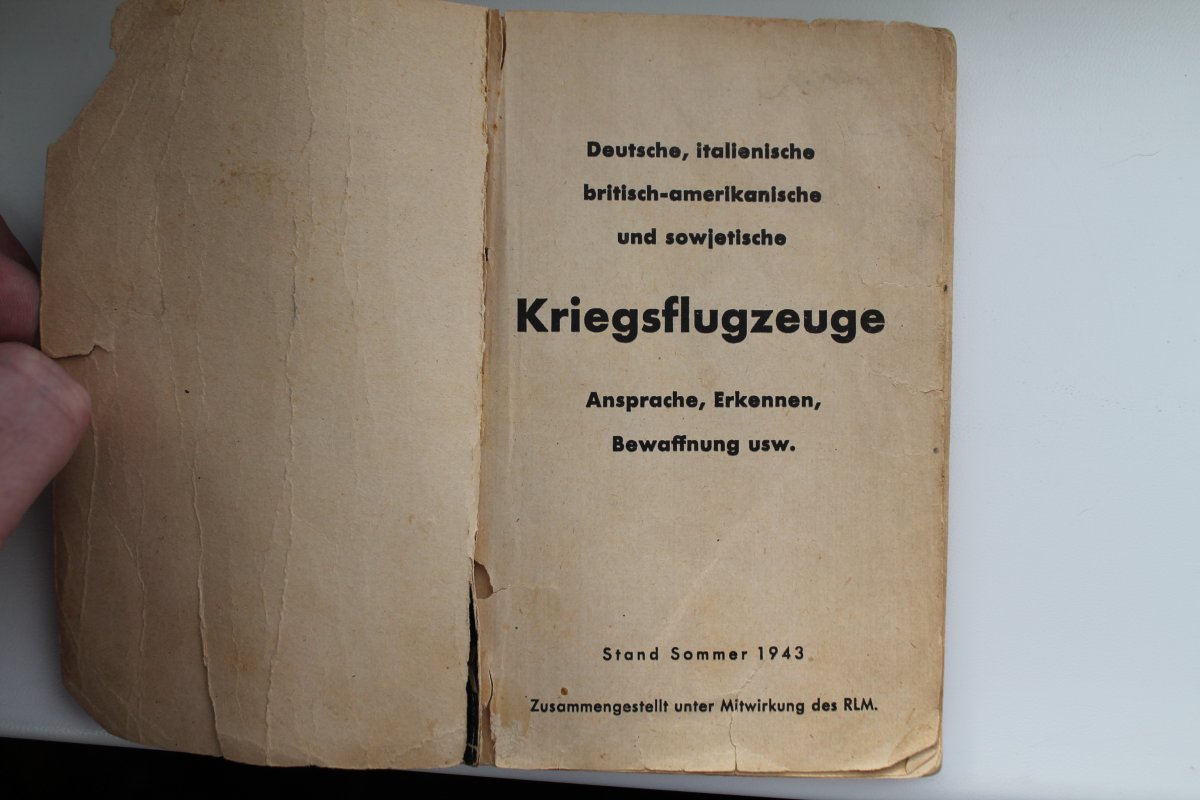 Deutsche, italienische
britisch-amerikanische
und sowjetische
Kriegsflugzeuge
Ansprache, Erkennen,
Bewaffnung usw.
Stand Sommer 1943
Zusammengestellt unter Mitwirkung des RLM.